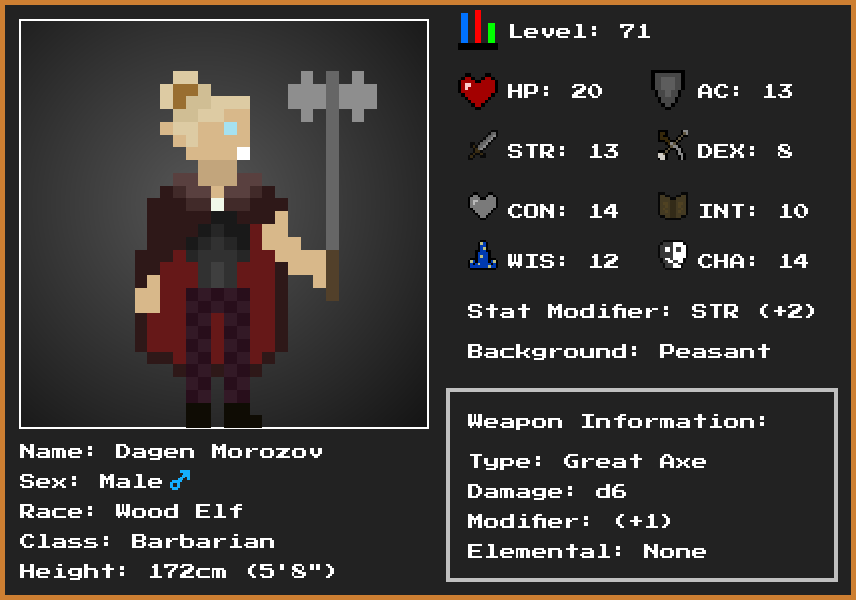 Level: 71
HP: 20 AC: 13
STR: 13 DEX: 8
CON: 14 INT: 10
WIS: 12 CHA: 14
Stat Modifier: STR (+2)
Background: Peasant
Weapon Information:
Type: Great Axe
Damage: d6
Modifier: (+1)
Elemental: None
Name: Dagen Morozov
Sex: Male ♂
Race: Wood Elf
Class: Barbarian
Height: 172cm (5'8")